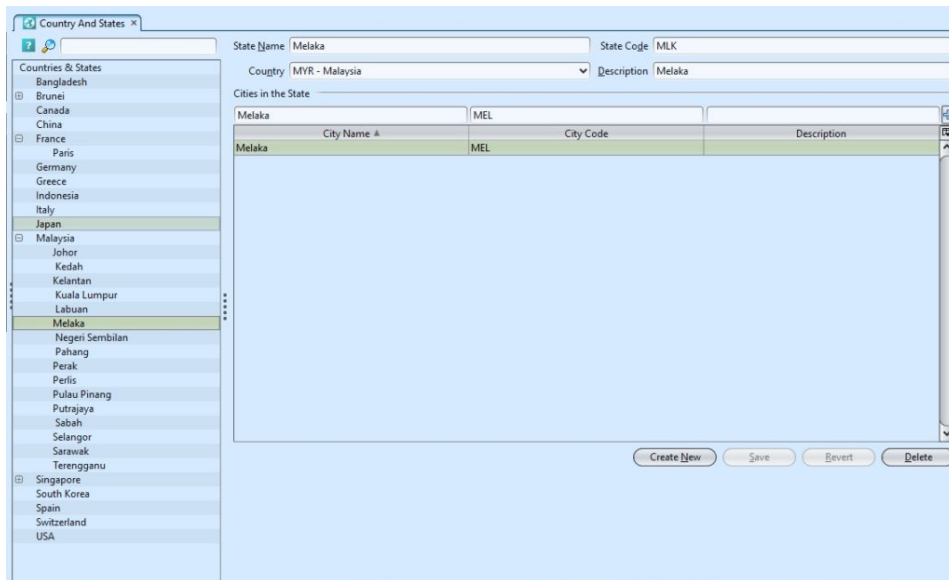 Country And States
State Name Melaka State Code MLK
Countries & States
Country MYR - Malaysia Description Melaka
Bangladesh
Brunei
Cities in the State
Canada
Melaka MEL
China
City Name City Code Description
France
Melaka MEL
Paris
Germany
Greece
Indonesia
Italy
Japan
Malaysia
Johor
Kedah
Kelantan
Kuala Lumpur
Labuan
Melaka
Negeri Sembilan
Pahang
Perak
Perlis
Pulau Pinang
Putrajaya
Sabah
Selangor
Sarawak
Create New Save Revert Delete
Terengganu
Singapore
South Korea
Spain
Switzerland
USA